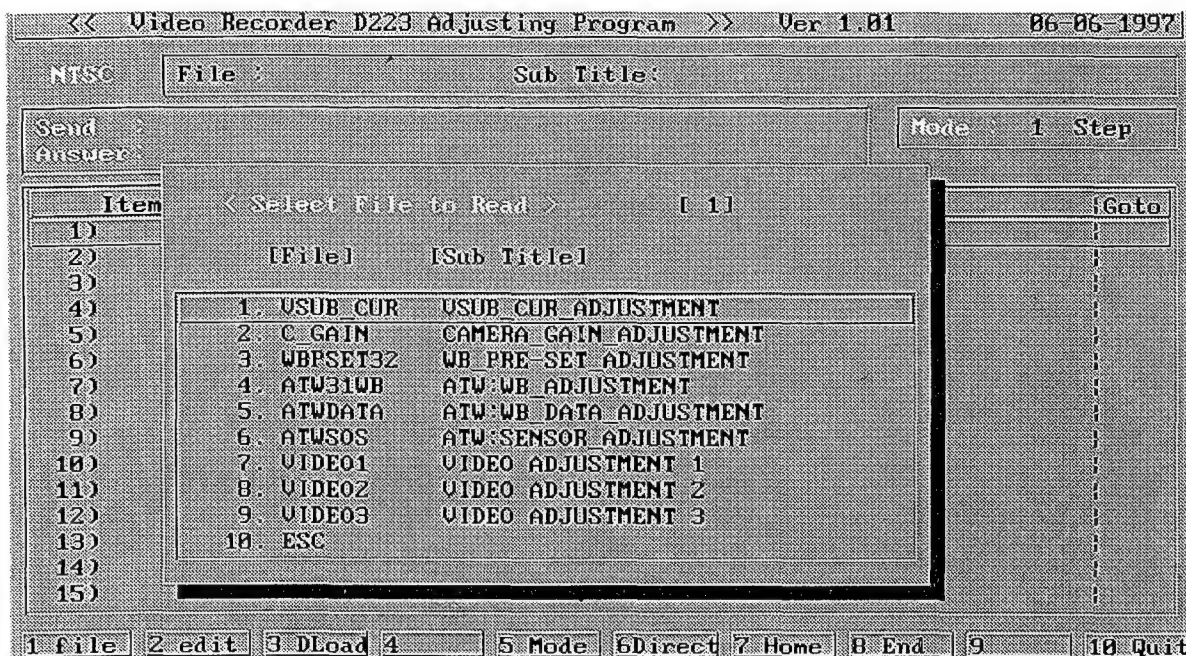 << Video Recorder D223 Adjusting Program >> Ver 1.01 06-06-1997
NTSC File : Sub Title:
Send :
Answer:
Mode : 1 Step
Item Goto
< Select File to Read > [ 1]
[File] [Sub Title]
1. VSUB_CUR VSUB_CUR_ADJUSTMENT
2. C_GAIN CAMERA_GAIN_ADJUSTMENT
3. WBPSET32 WB_PRE-SET_ADJUSTMENT
4. ATW31WB ATW:WB_ADJUSTMENT
5. ATWDATA ATW:WB_DATA_ADJUSTMENT
6. ATWSOS ATW:SENSOR_ADJUSTMENT
7. VIDEO1 VIDEO ADJUSTMENT 1
8. VIDEO2 VIDEO ADJUSTMENT 2
9. VIDEO3 VIDEO ADJUSTMENT 3
10. ESC
1)
2)
3)
4)
5)
6)
7)
8)
9)
10)
11)
12)
13)
14)
15)
1 file 2 edit 3 DLoad 4 5 Mode 6Direct 7 Home 8 End 9 10 Quit